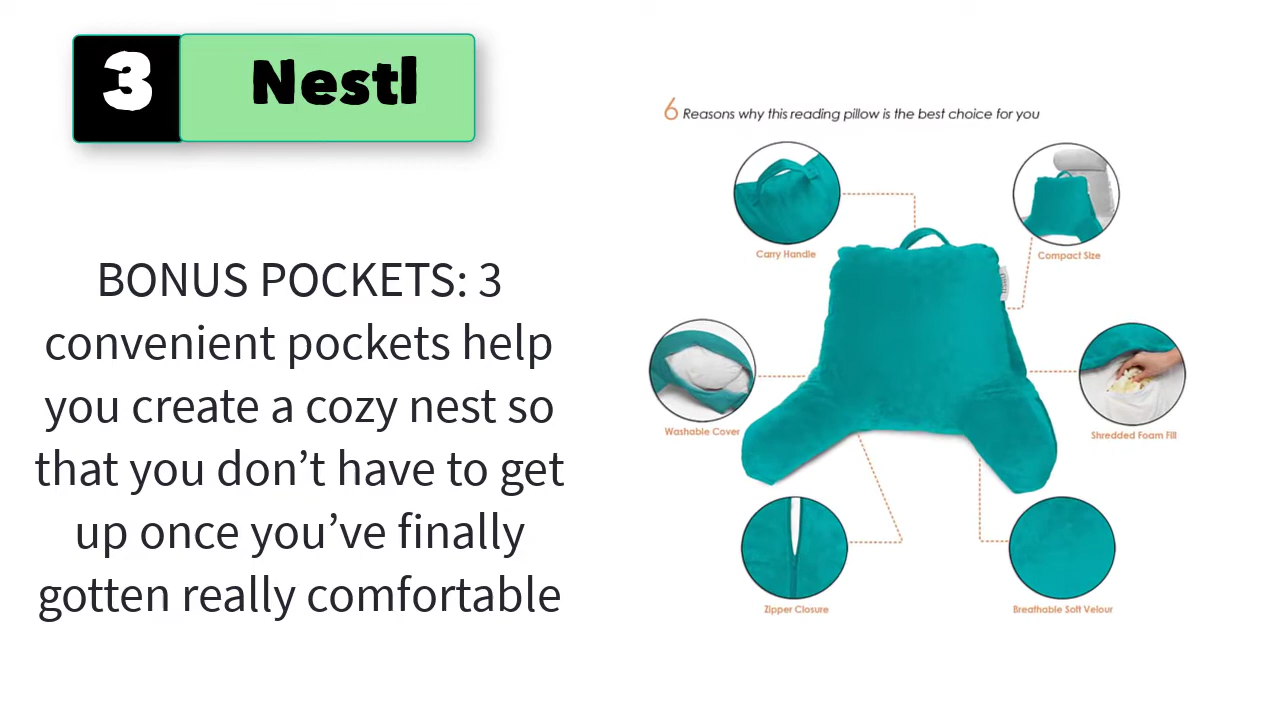 3 Nestl
BONUS POCKETS: 3
convenient pockets help
you create a cozy nest so
that you don’t have to get
up once you’ve finally
gotten really comfortable
6 Reasons why this reading pillow is the best choice for you
Carry Handle
Compact Size
Washable Cover
Shredded Foam Fill
Zipper Closure
Breathable Soft Velour